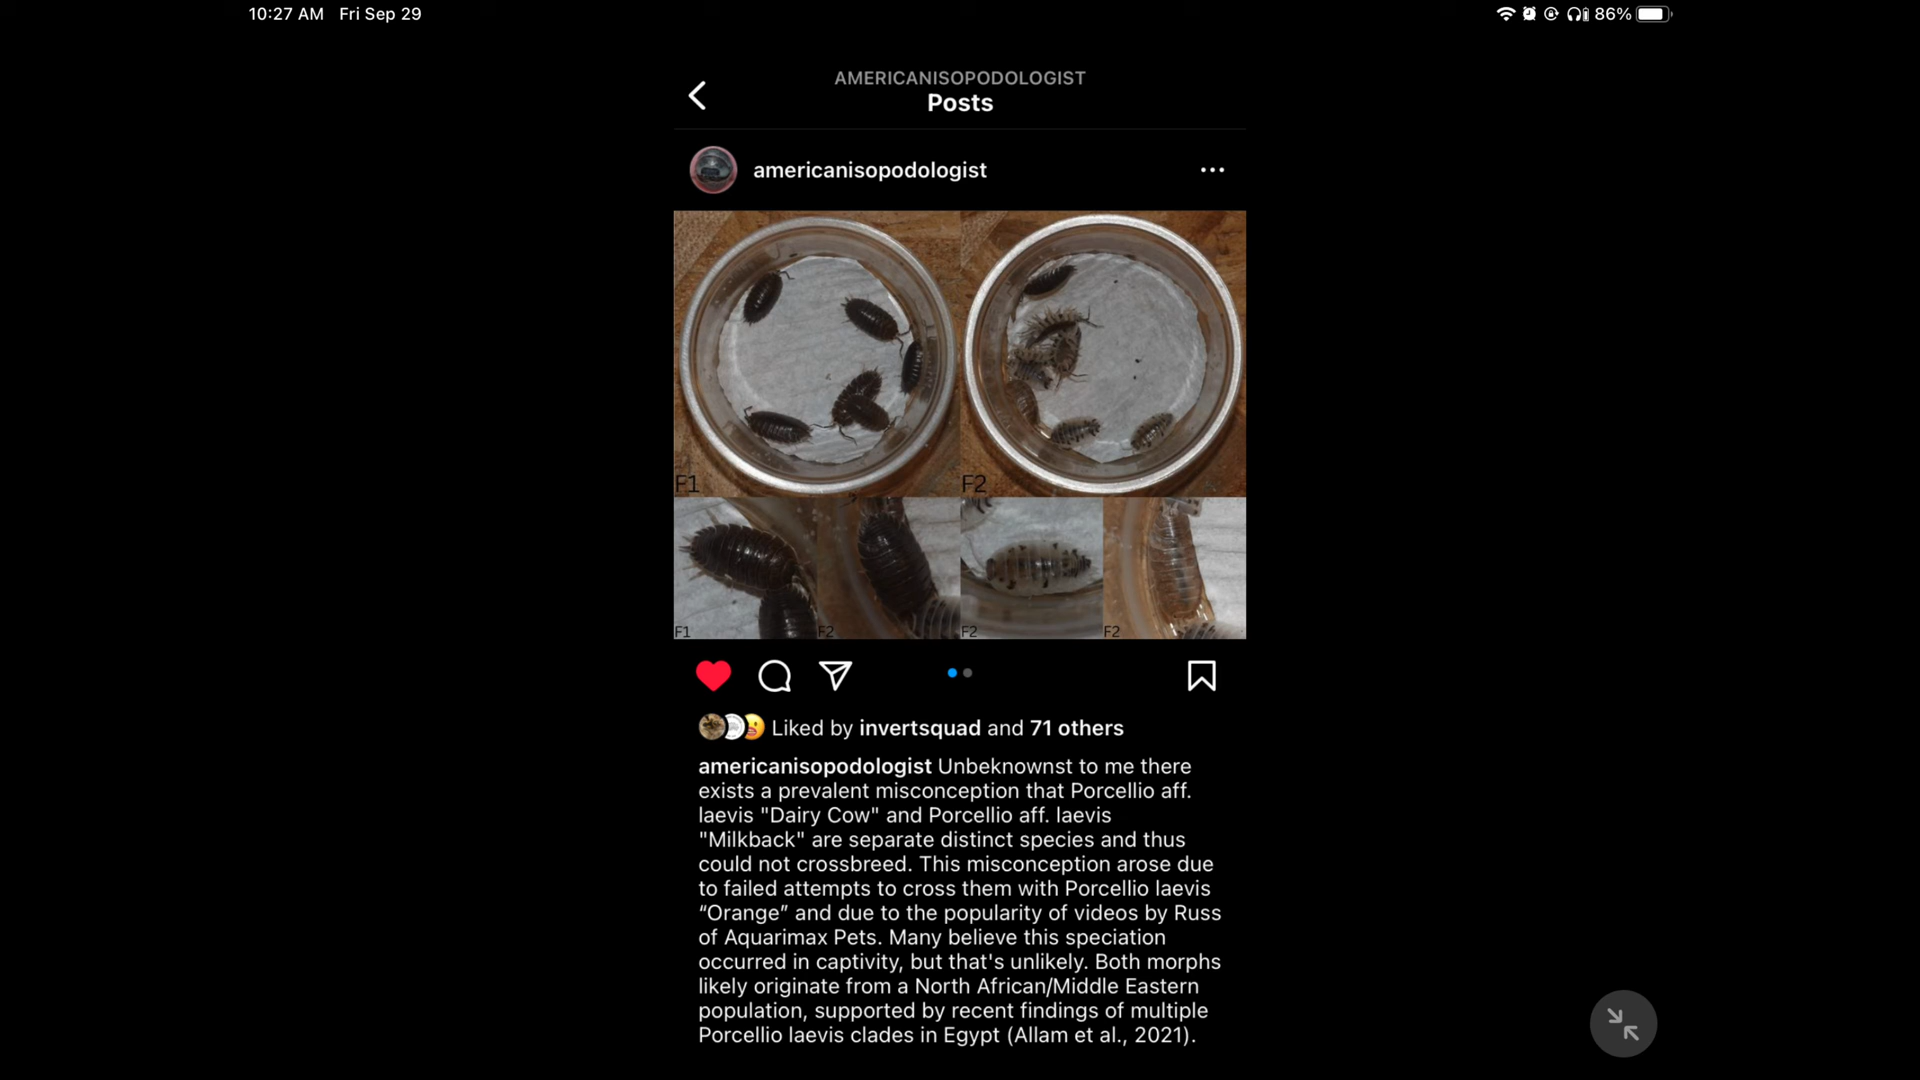 10:27 AM Fri Sep 29
86%
AMERICANISOPODOLOGIST
Posts
americanisopodologist
F1
F2
F1
F2
F2
F2
Liked by invertsquad and 71 others
americanisopodologist Unbeknownst to me there
exists a prevalent misconception that Porcellio aff.
laevis "Dairy Cow" and Porcellio aff. laevis
"Milkback" are separate distinct species and thus
could not crossbreed. This misconception arose due
to failed attempts to cross them with Porcellio laevis
“Orange” and due to the popularity of videos by Russ
of Aquarimax Pets. Many believe this speciation
occurred in captivity, but that's unlikely. Both morphs
likely originate from a North African/Middle Eastern
population, supported by recent findings of multiple
Porcellio laevis clades in Egypt (Allam et al., 2021).